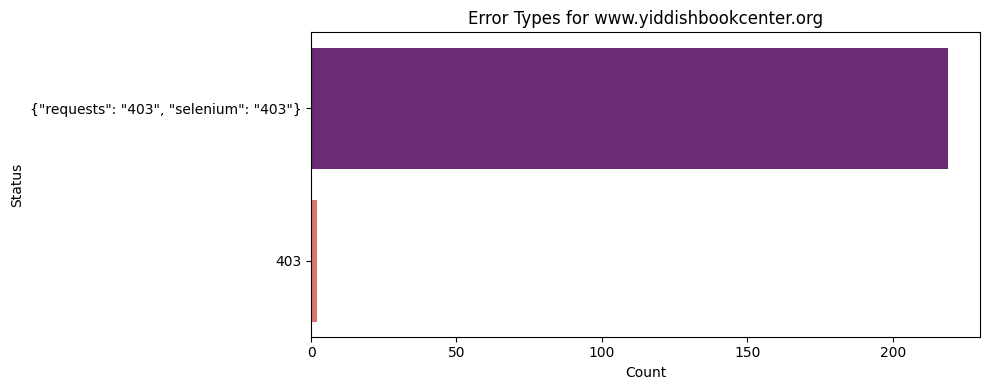 Error Types for www.yiddishbookcenter.org
{"requests": "403", "selenium": "403"}
403
Status
0 50 100 150 200
Count